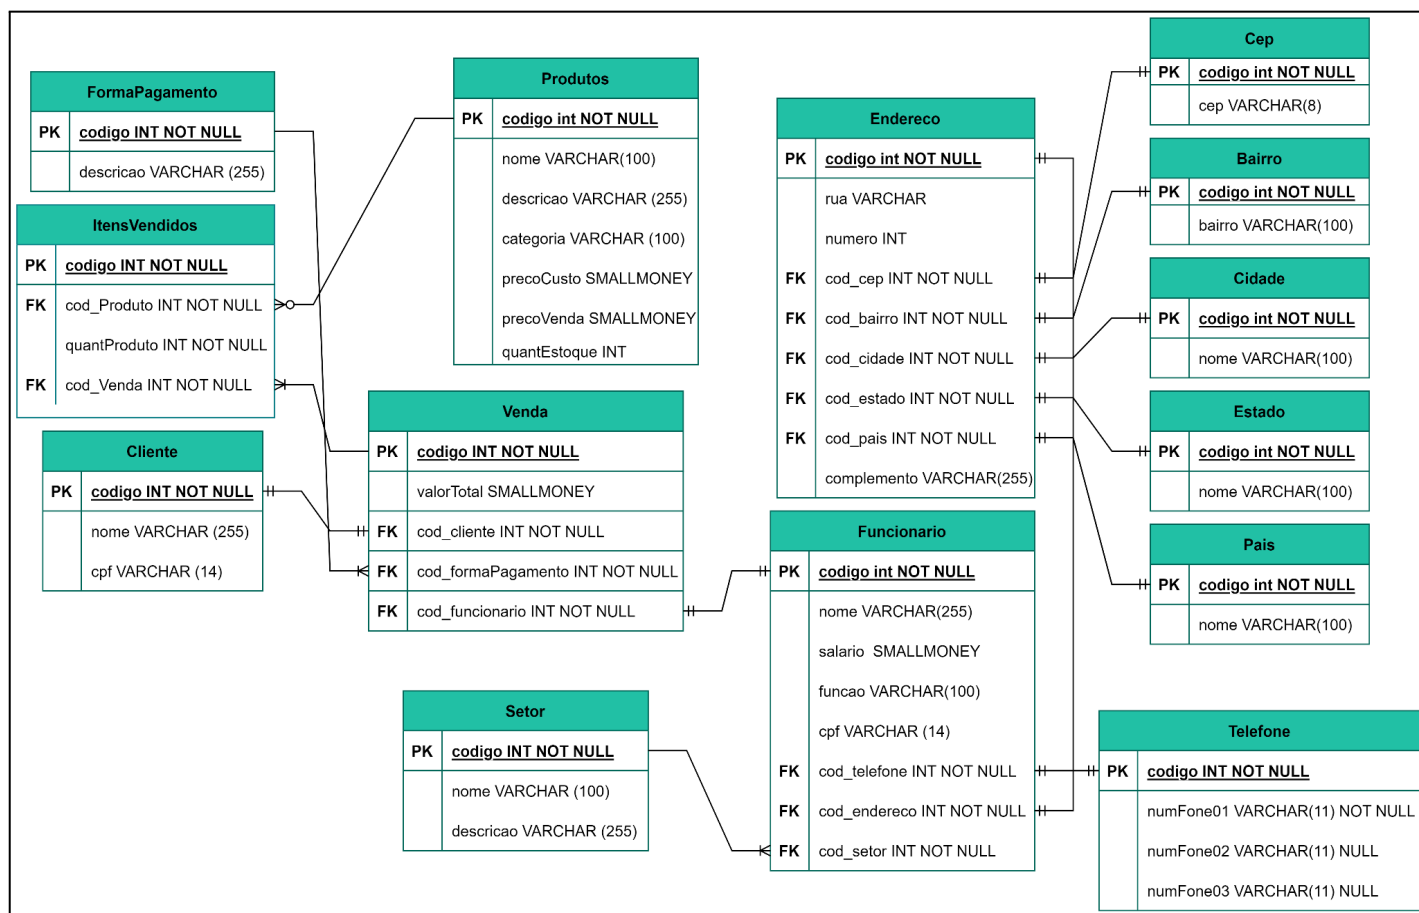 FormaPagamento
PK codigo INT NOT NULL
descricao VARCHAR (255)
ItensVendidos
PK codigo INT NOT NULL
FK cod_Produto INT NOT NULL
quantProduto INT NOT NULL
FK cod_Venda INT NOT NULL
Cliente
PK codigo INT NOT NULL
nome VARCHAR (255)
cpf VARCHAR (14)
Produtos
PK codigo int NOT NULL
nome VARCHAR(100)
descricao VARCHAR (255)
categoria VARCHAR (100)
precoCusto SMALLMONEY
precoVenda SMALLMONEY
quantEstoque INT
Venda
PK codigo INT NOT NULL
valorTotal SMALLMONEY
FK cod_cliente INT NOT NULL
FK cod_formaPagamento INT NOT NULL
FK cod_funcionario INT NOT NULL
Setor
PK codigo INT NOT NULL
nome VARCHAR (100)
descricao VARCHAR (255)
Endereco
PK codigo int NOT NULL
rua VARCHAR
numero INT
FK cod_cep INT NOT NULL
FK cod_bairro INT NOT NULL
FK cod_cidade INT NOT NULL
FK cod_estado INT NOT NULL
FK cod_pais INT NOT NULL
complemento VARCHAR(255)
Funcionario
PK codigo int NOT NULL
nome VARCHAR(255)
salario SMALLMONEY
funcao VARCHAR(100)
cpf VARCHAR (14)
FK cod_telefone INT NOT NULL
FK cod_endereco INT NOT NULL
FK cod_setor INT NOT NULL
Cep
PK codigo int NOT NULL
cep VARCHAR(8)
Bairro
PK codigo int NOT NULL
bairro VARCHAR(100)
Cidade
PK codigo int NOT NULL
nome VARCHAR(100)
Estado
PK codigo int NOT NULL
nome VARCHAR(100)
Pais
PK codigo int NOT NULL
nome VARCHAR(100)
Telefone
PK codigo INT NOT NULL
numFone01 VARCHAR(11) NOT NULL
numFone02 VARCHAR(11) NULL
numFone03 VARCHAR(11) NULL